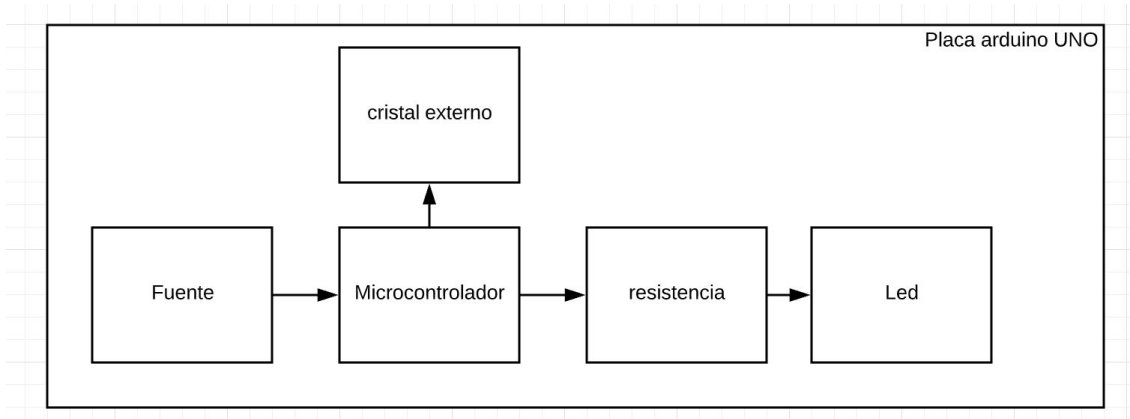 Placa arduino UNO
cristal externo
Fuente
Microcontrolador
resistencia
Led